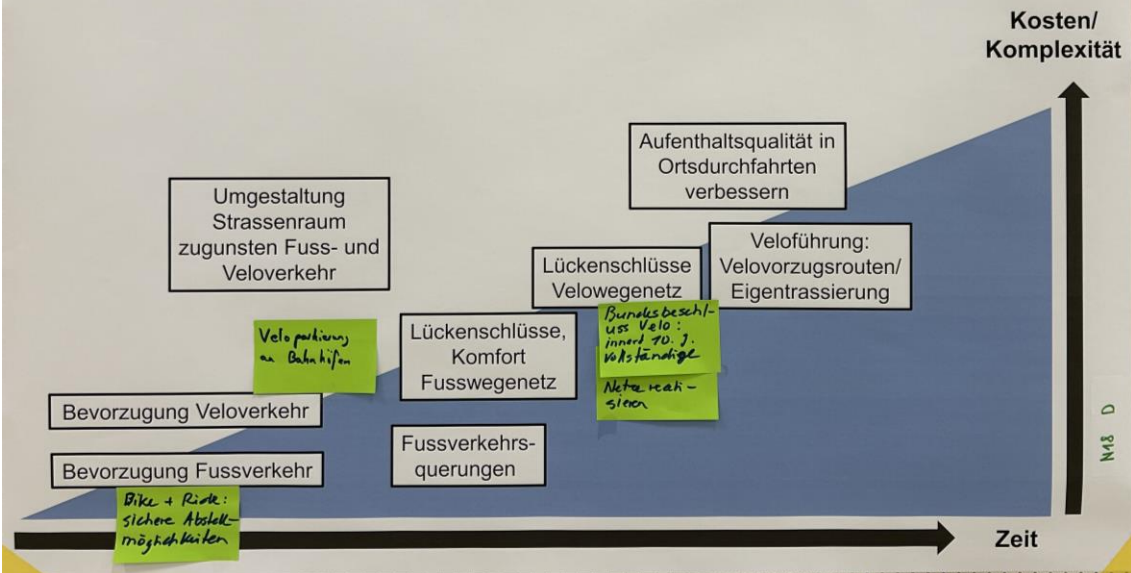 Kosten/
Komplexität
Aufenthaltsqualität in
Ortsdurchfahrten
verbessern
Umgestaltung
Strassenraum
zugunsten Fuss- und
Veloverkehr
Veloführung:
Velovorzugsrouten/
Eigentrassierung
Lückenschlüsse
Velowegenetz
Bundesbeschl-
uss Velo:
innert 10. J.
vollständige
Netze reali-
sieren
Lückenschlüsse,
Komfort
Fusswegenetz
Veloparkierung
an Bahnhöfen
Bevorzugung Veloverkehr
Fussverkehrs-
querungen
Bevorzugung Fussverkehr
Bike + Ride:
sichere Abstell-
möglichkeiten
Zeit
N18 D